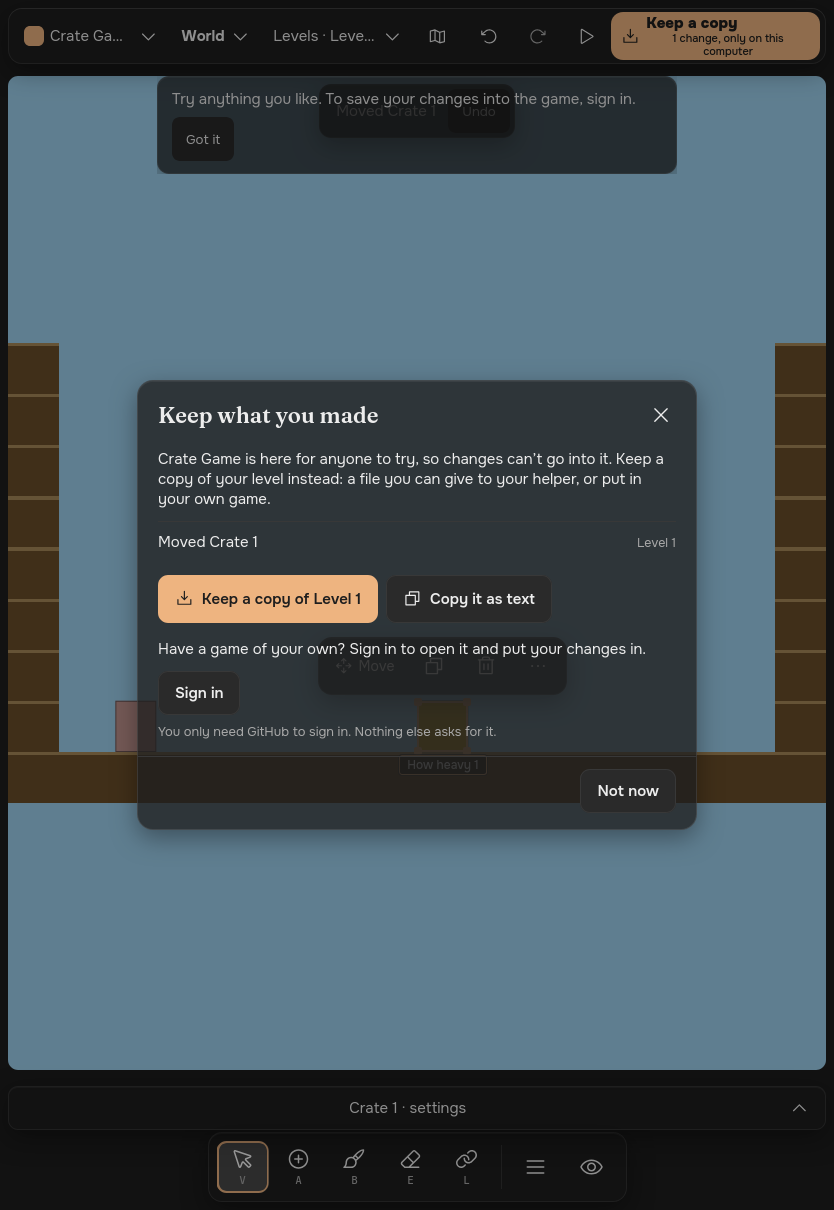 Crate Ga…
World
Levels · Leve…
Keep a copy
1 change, only on this
computer
Try anything you like. To save your changes into the game, sign in.
Moved Crate 1
Undo
Got it
Keep what you made
Crate Game is here for anyone to try, so changes can't go into it. Keep a
copy of your level instead: a file you can give to your helper, or put in
your own game.
Moved Crate 1
Level 1
Keep a copy of Level 1
Copy it as text
Have a game of your own? Sign in to open it and put your changes in.
Move
Sign in
You only need GitHub to sign in. Nothing else asks for it.
How heavy 1
Not now
Crate 1 · settings
V
A
B
E
L